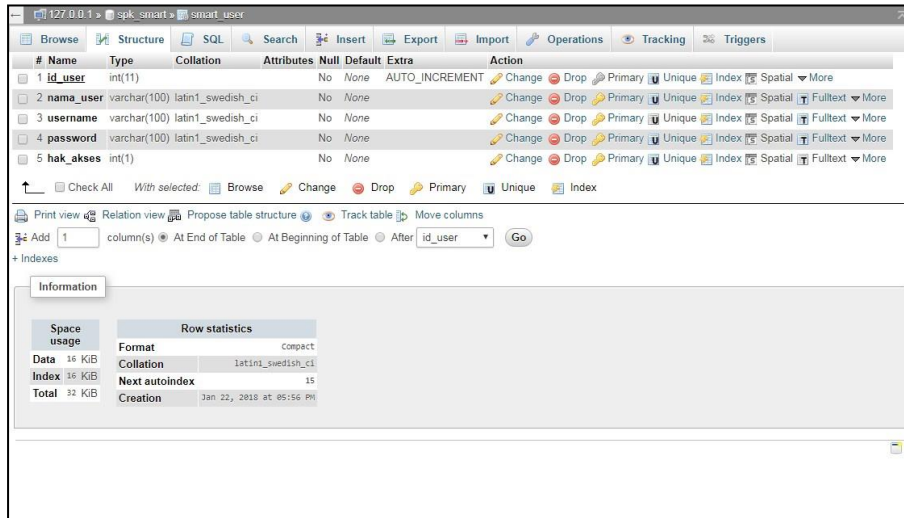 127.0.0.1 » spk_smart » smart_user
Browse Structure SQL Search Insert Export Import Operations Tracking Triggers
# Name Type Collation Attributes Null Default Extra Action
1 id_user int(11) No None AUTO_INCREMENT Change Drop Primary Unique Index Spatial More
2 nama_user varchar(100) latin1_swedish_ci No None Change Drop Primary Unique Index Spatial Fulltext More
3 username varchar(100) latin1_swedish_ci No None Change Drop Primary Unique Index Spatial Fulltext More
4 password varchar(100) latin1_swedish_ci No None Change Drop Primary Unique Index Spatial Fulltext More
5 hak_akses int(1) No None Change Drop Primary Unique Index Spatial Fulltext More
Check All With selected: Browse Change Drop Primary Unique Index
Print view Relation view Propose table structure Track table Move columns
Add 1 column(s) At End of Table At Beginning of Table After id_user Go
+ Indexes
Information
Space usage
Data 16 KiB
Index 16 KiB
Total 32 KiB
Row statistics
Format Compact
Collation latin1_swedish_ci
Next autoindex 15
Creation Jan 22, 2018 at 05:56 PM